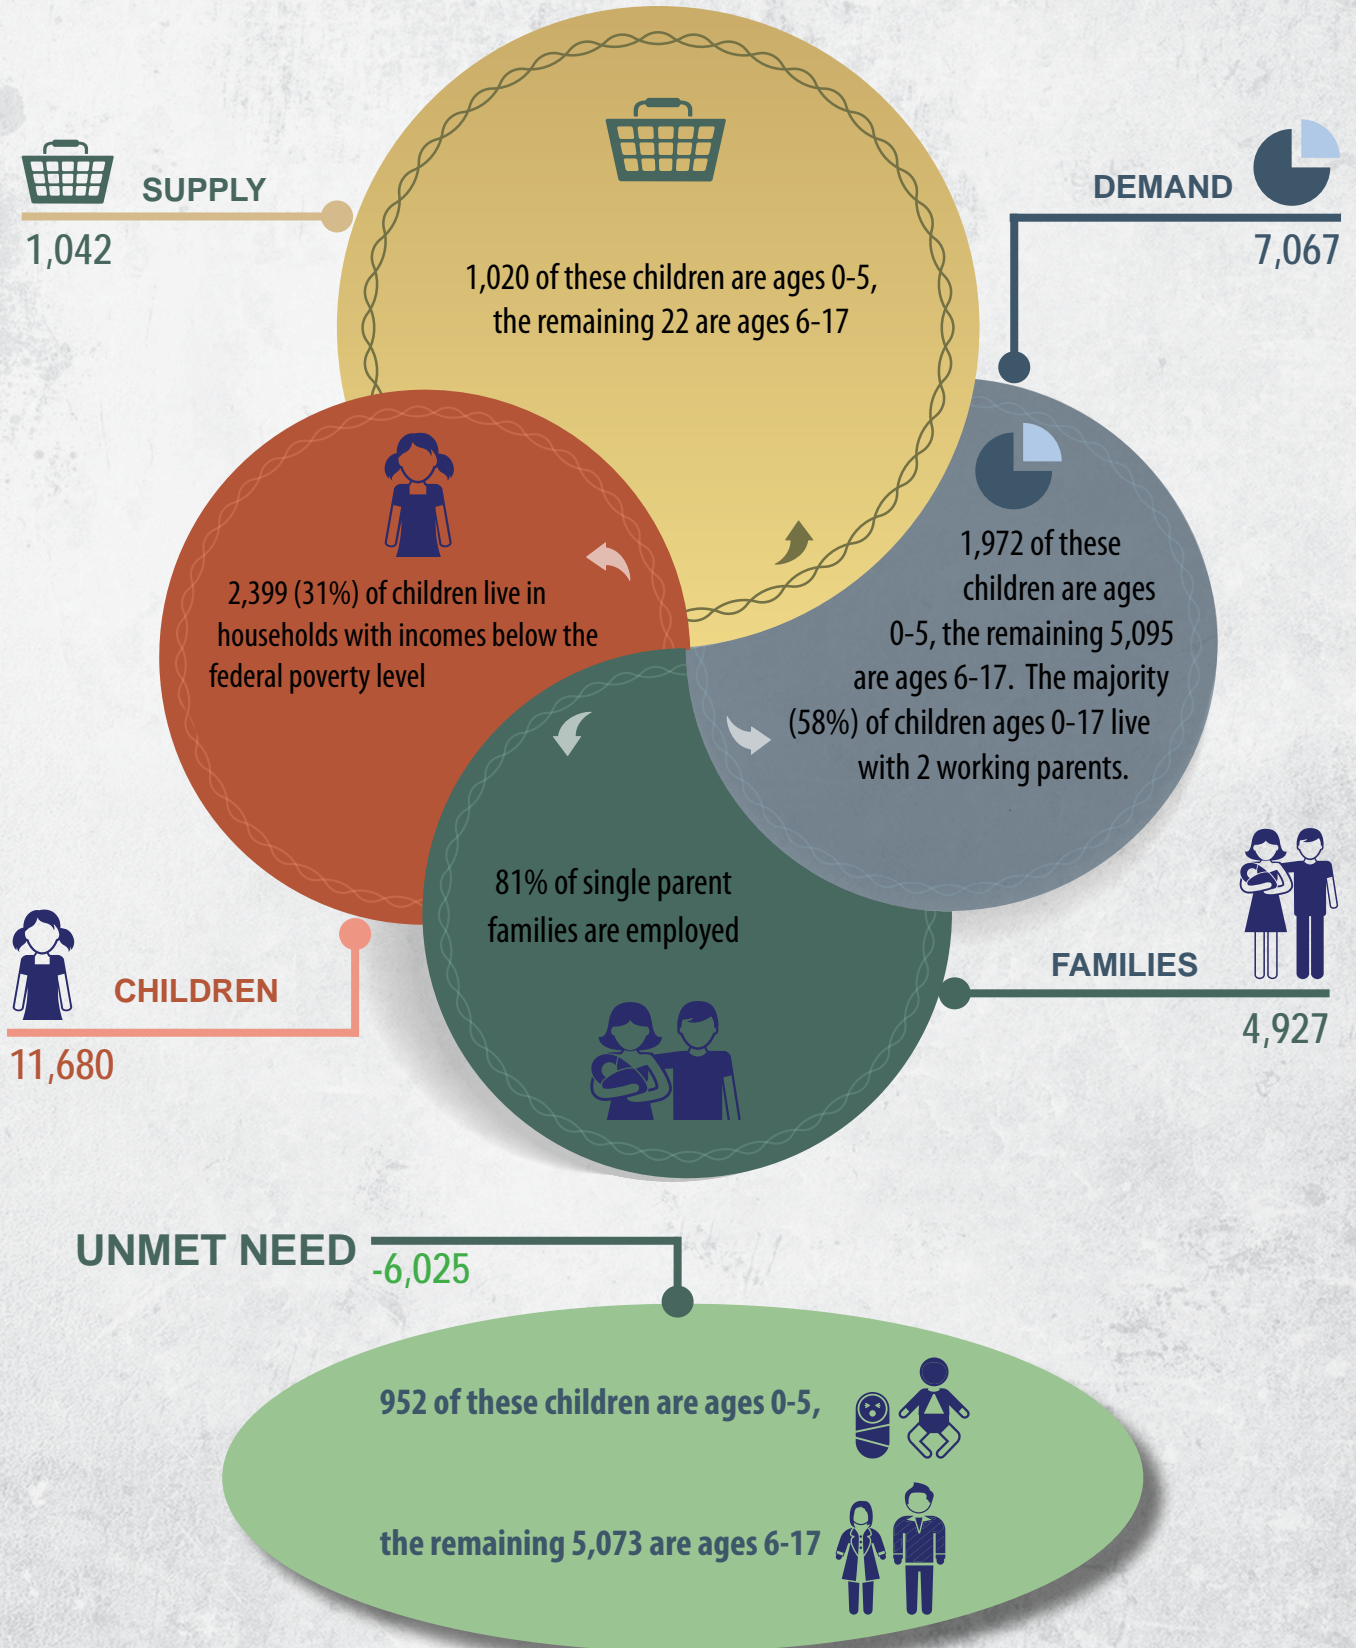 SUPPLY
1,042
1,020 of these children are ages 0-5,
the remaining 22 are ages 6-17
DEMAND
7,067
1,972 of these
children are ages
0-5, the remaining 5,095
are ages 6-17. The majority
(58%) of children ages 0-17 live
with 2 working parents.
2,399 (31%) of children live in
households with incomes below the
federal poverty level
81% of single parent
families are employed
CHILDREN
11,680
FAMILIES
4,927
UNMET NEED
-6,025
952 of these children are ages 0-5,
the remaining 5,073 are ages 6-17